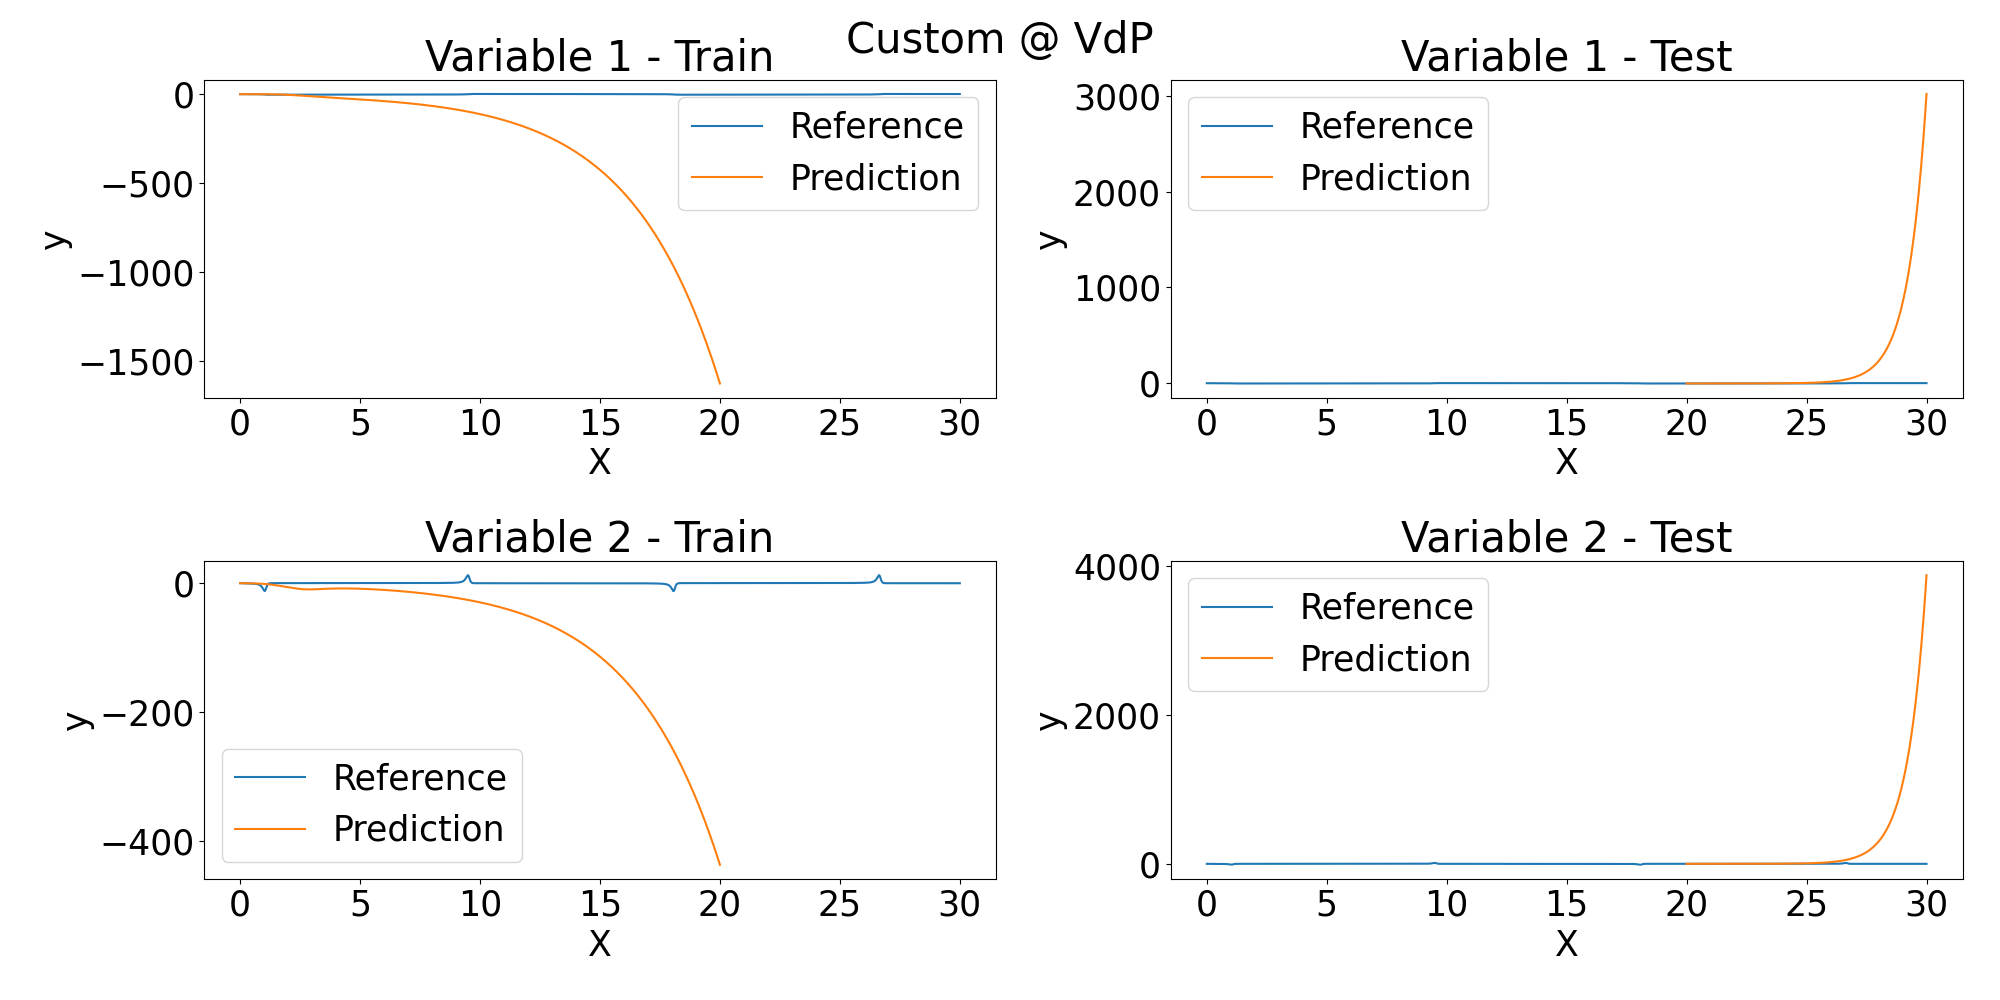 Custom @ VdP
Variable 1 - Train
0
−500
−1000
−1500
y
Reference
Prediction
0 5 10 15 20 25 30
X
Variable 1 - Test
3000
2000
1000
0
y
Reference
Prediction
0 5 10 15 20 25 30
X
Variable 2 - Train
0
−200
−400
y
Reference
Prediction
0 5 10 15 20 25 30
X
Variable 2 - Test
4000
2000
0
y
Reference
Prediction
0 5 10 15 20 25 30
X